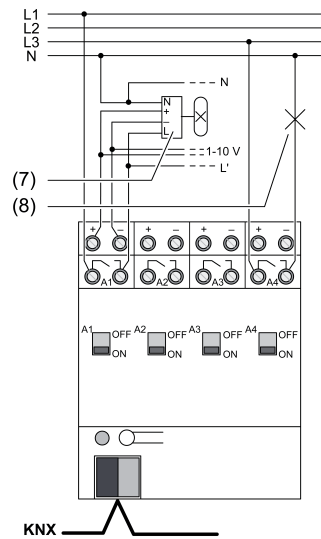 L1
L2
L3
N
N
N
+
–
L
1-10 V
L'
(7)
(8)
+ – + – + – + –
A1 A2 A3 A4
A1 OFF A2 OFF A3 OFF A4 OFF
ON ON ON ON
KNX